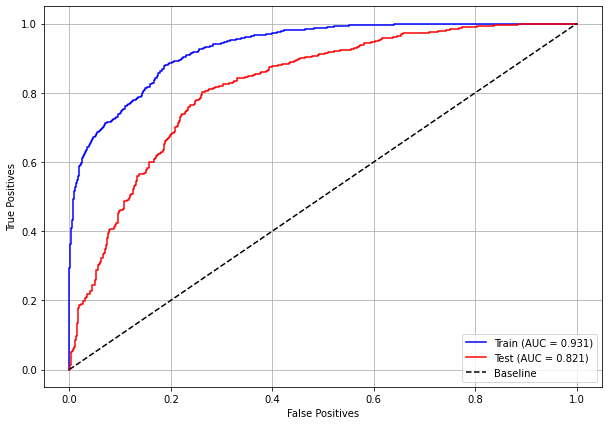 1.0
0.8
0.6
0.4
0.2
0.0
True Positives
0.0 0.2 0.4 0.6 0.8 1.0
False Positives
Train (AUC = 0.931)
Test (AUC = 0.821)
Baseline